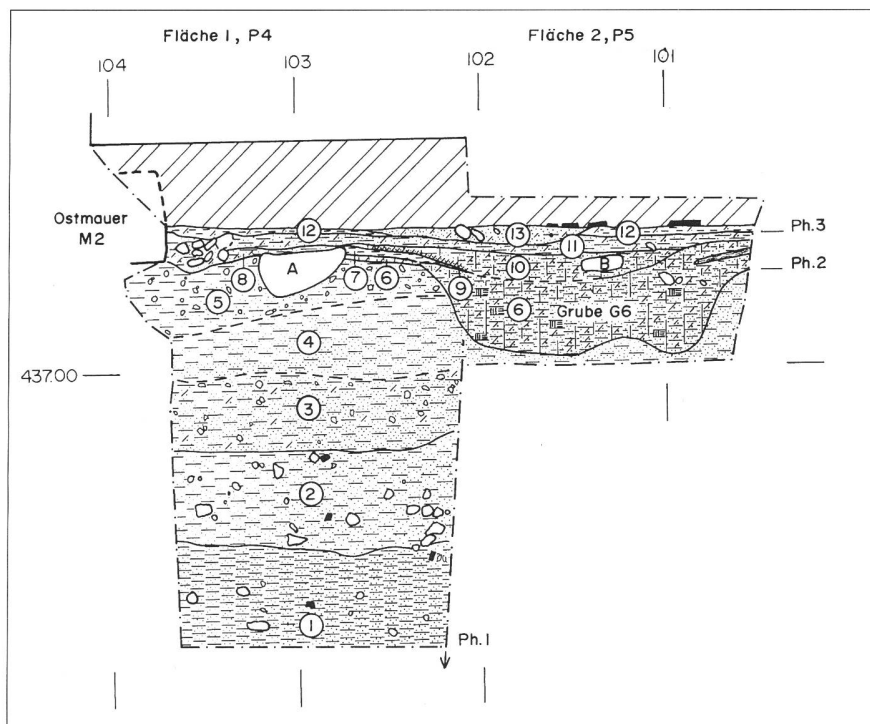 Fläche 1, P4 Fläche 2, P5
104 103 102 101
Ostmauer
M2
12 13 12
11
Ph.3
A B
10
Ph.2
8 7 6 9
5
6
Grube G6
4
437.00
3
2
1
Ph.1